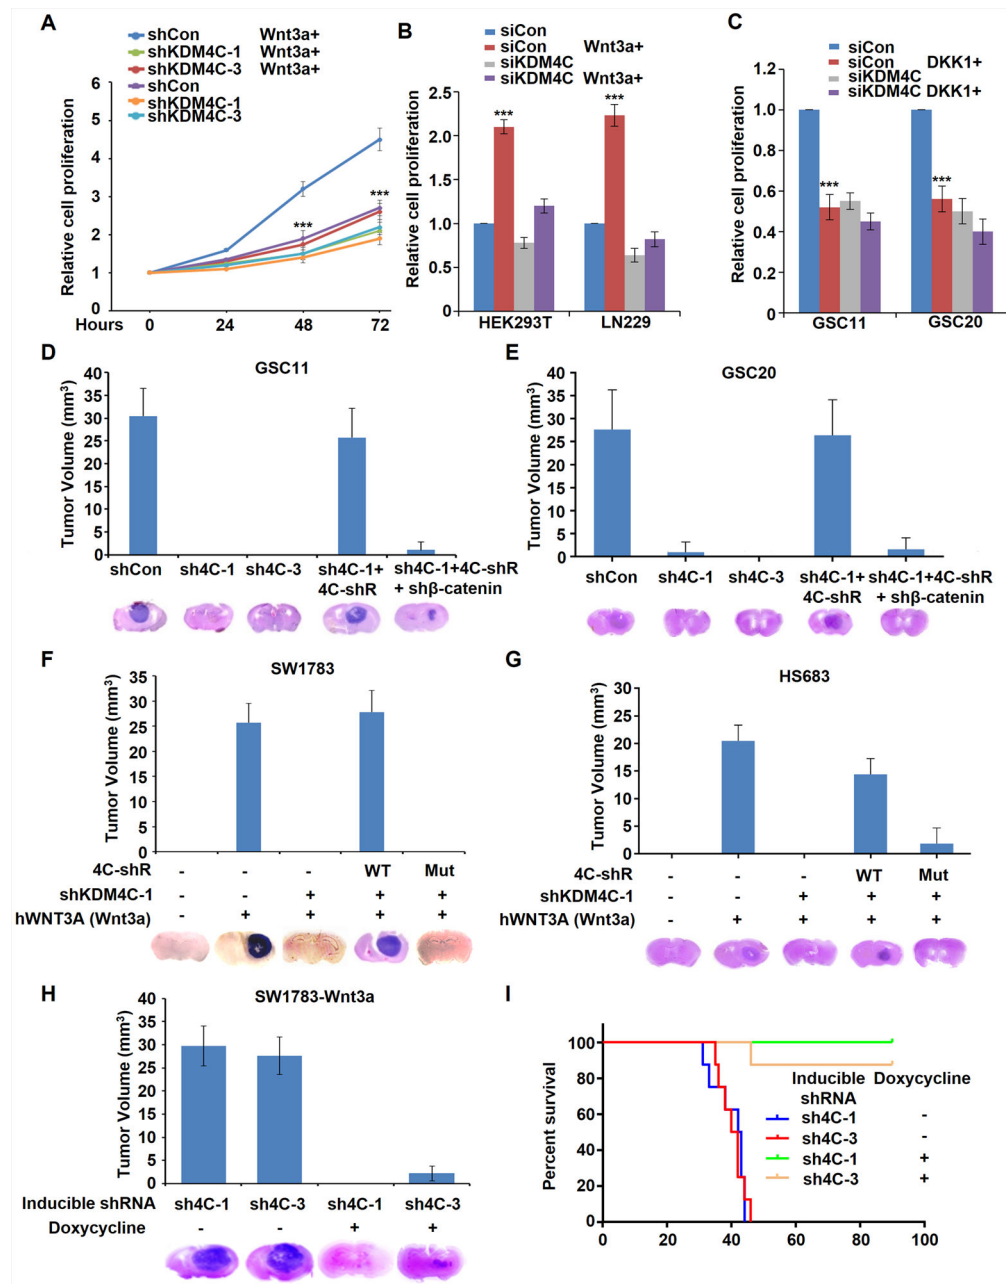 A
shCon Wnt3a+
shKDM4C-1 Wnt3a+
shKDM4C-3 Wnt3a+
shCon
shKDM4C-1
shKDM4C-3
Relative cell proliferation
6
5
4
3
2
1
0
***
***
Hours 0 24 48 72
B
siCon
siCon Wnt3a+
siKDM4C
siKDM4C Wnt3a+
Relative cell proliferation
2.5
2.0
1.5
1.0
0.5
0
***
***
HEK293T LN229
C
siCon
siCon DKK1+
siKDM4C
siKDM4C DKK1+
Relative cell proliferation
1.2
1.0
0.8
0.6
0.4
0.2
0
***
***
GSC11 GSC20
D
GSC11
Tumor Volume (mm³)
40
35
30
25
20
15
10
5
0
shCon sh4C-1 sh4C-3 sh4C-1+ sh4C-1+4C-shR
4C-shR + shβ-catenin
E
GSC20
Tumor Volume (mm³)
40
35
30
25
20
15
10
5
0
shCon sh4C-1 sh4C-3 sh4C-1+ sh4C-1+4C-shR
4C-shR + shβ-catenin
F
SW1783
Tumor Volume (mm³)
35
30
25
20
15
10
5
0
4C-shR - - - WT Mut
shKDM4C-1 - - + + +
hWNT3A (Wnt3a) - + + + +
G
HS683
Tumor Volume (mm³)
30
25
20
15
10
5
0
4C-shR - - - WT Mut
shKDM4C-1 - - + + +
hWNT3A (Wnt3a) - + + + +
H
SW1783-Wnt3a
Tumor Volume (mm³)
40
35
30
25
20
15
10
5
0
Inducible shRNA sh4C-1 sh4C-3 sh4C-1 sh4C-3
Doxycycline - - + +
I
Percent survival
100
80
60
40
20
0
Inducible Doxycycline
shRNA
sh4C-1 -
sh4C-3 -
sh4C-1 +
sh4C-3 +
0 20 40 60 80 100